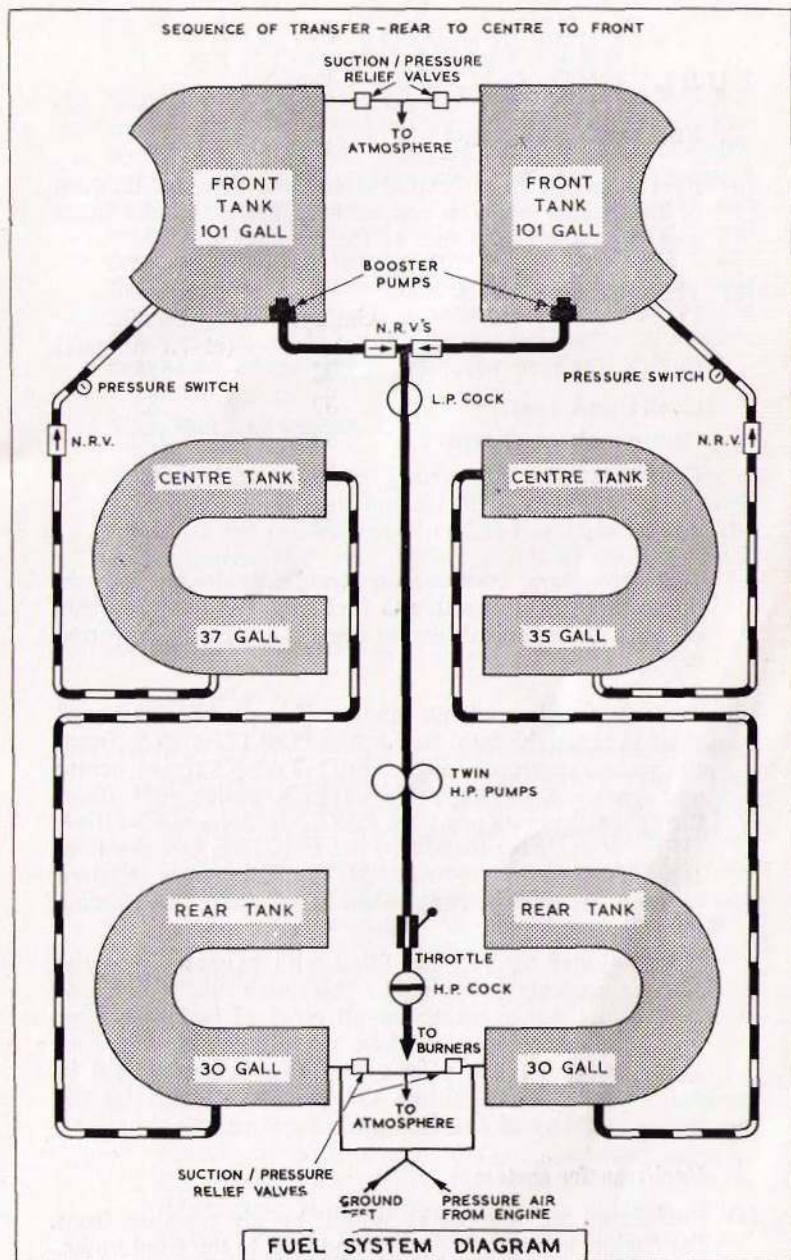 SEQUENCE OF TRANSFER – REAR TO CENTRE TO FRONT
SUCTION / PRESSURE
RELIEF VALVES
TO
ATMOSPHERE
FRONT
TANK
101 GALL
FRONT
TANK
101 GALL
BOOSTER
PUMPS
N.R.V'S
PRESSURE SWITCH
PRESSURE SWITCH
L.P. COCK
N.R.V.
N.R.V.
CENTRE TANK
CENTRE TANK
37 GALL
35 GALL
TWIN
H.P. PUMPS
REAR TANK
REAR TANK
THROTTLE
H.P. COCK
TO
BURNERS
30 GALL
30 GALL
TO
ATMOSPHERE
SUCTION / PRESSURE
RELIEF VALVES
GROUND
PRESSURE AIR
FROM ENGINE
FUEL SYSTEM DIAGRAM